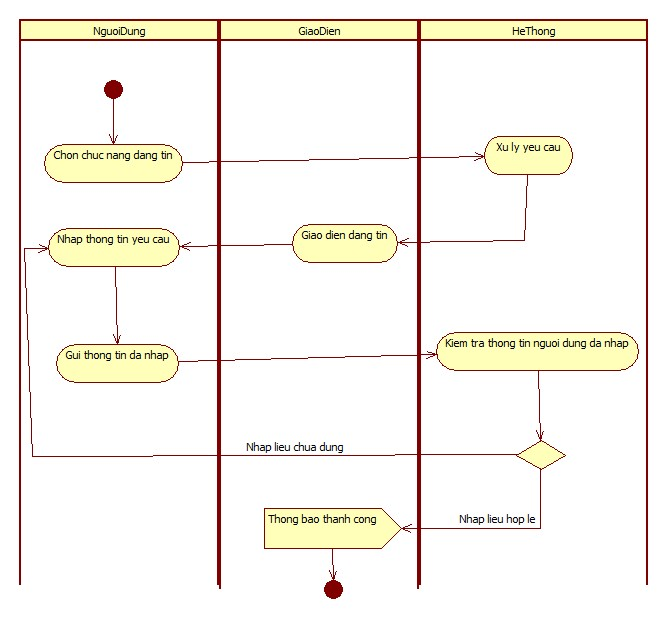 NguoiDung
GiaoDien
HeThong
Chon chuc nang dang tin
Xu ly yeu cau
Nhap thong tin yeu cau
Giao dien dang tin
Gui thong tin da nhap
Kiem tra thong tin nguoi dung da nhap
Nhap lieu chua dung
Thong bao thanh cong
Nhap lieu hop le